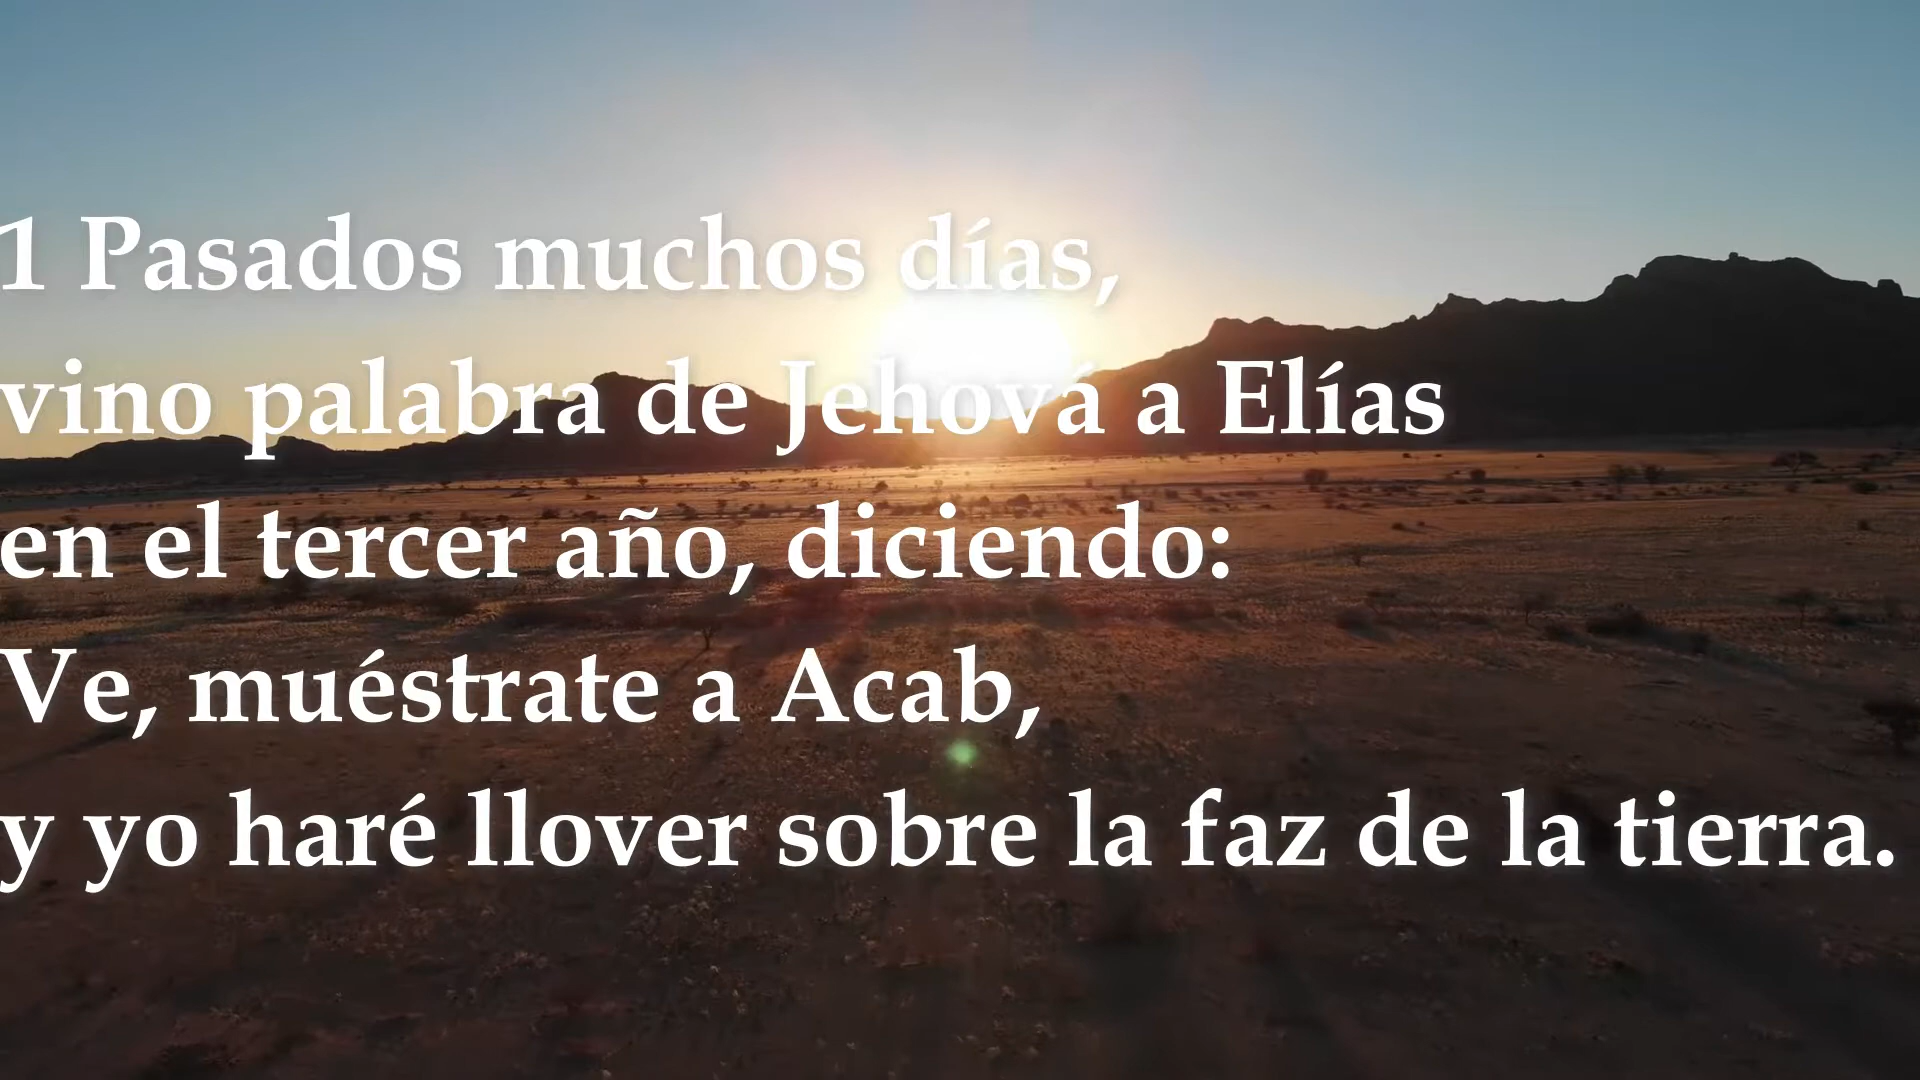 1 Pasados muchos días,
vino palabra de Jehová a Elías
en el tercer año, diciendo:
Ve, muéstrate a Acab,
y yo haré llover sobre la faz de la tierra.